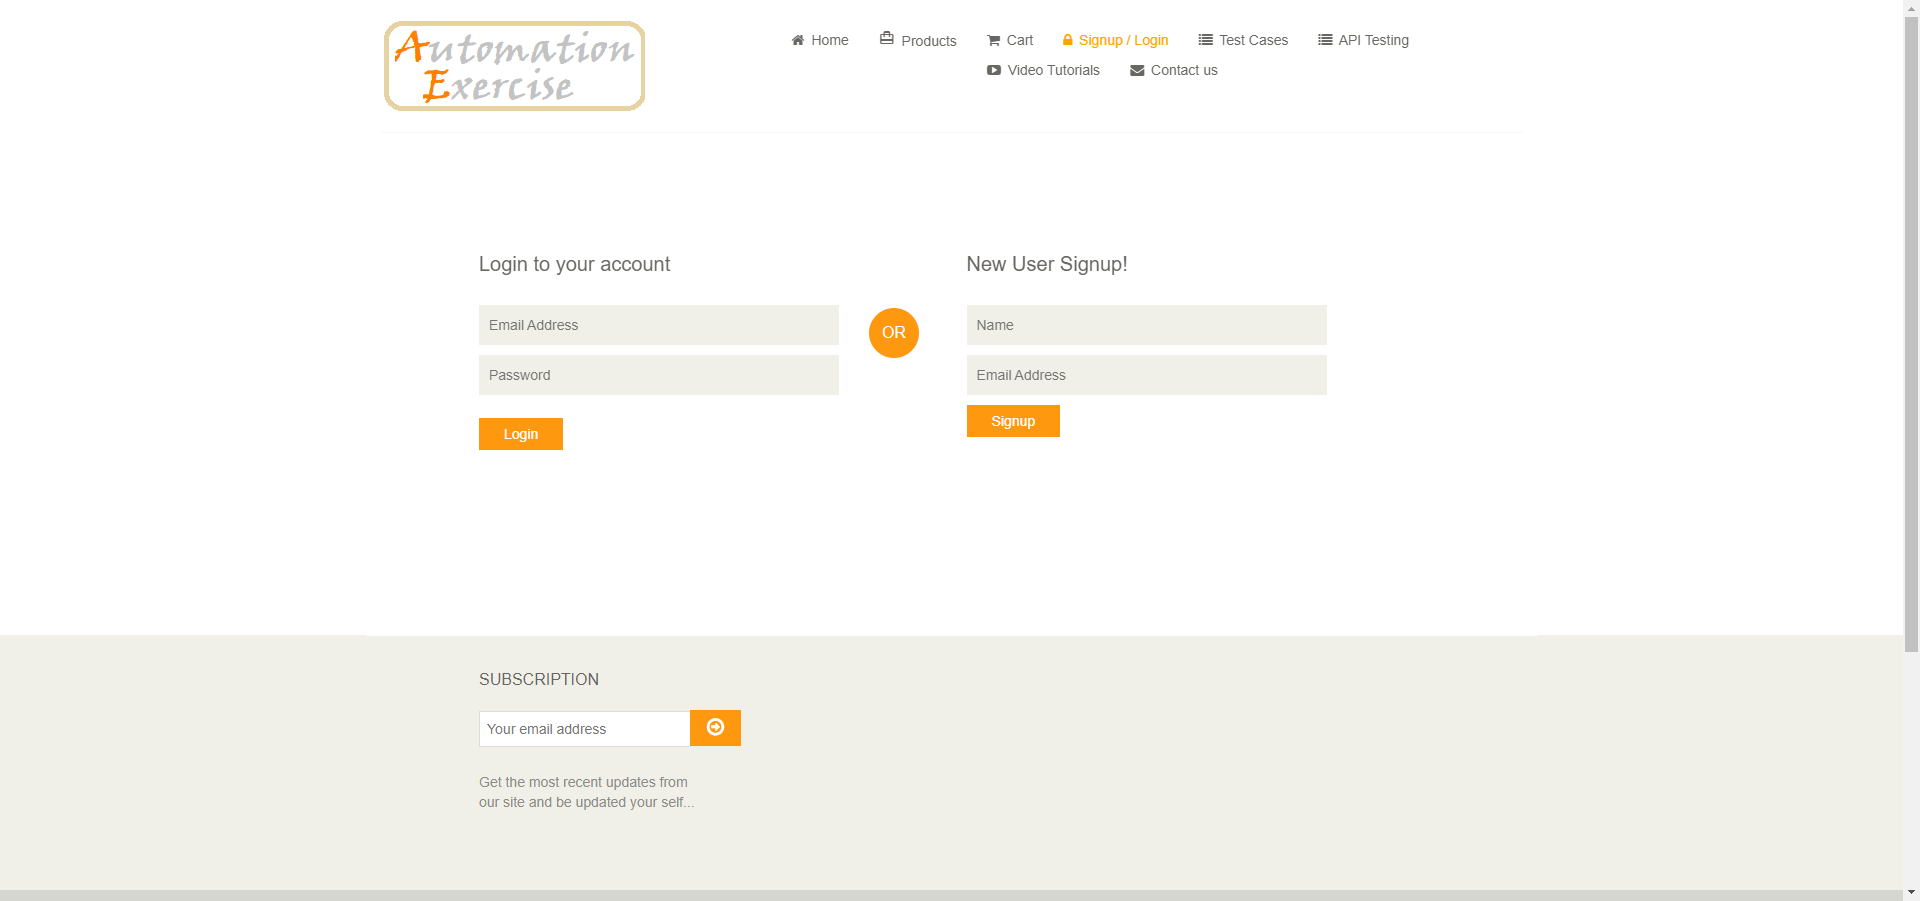 Automation
Exercise
Home
Products
Cart
Signup / Login
Test Cases
API Testing
Video Tutorials
Contact us
Login to your account
Email Address
Password
Login
OR
New User Signup!
Name
Email Address
Signup
SUBSCRIPTION
Your email address
Get the most recent updates from
our site and be updated your self...